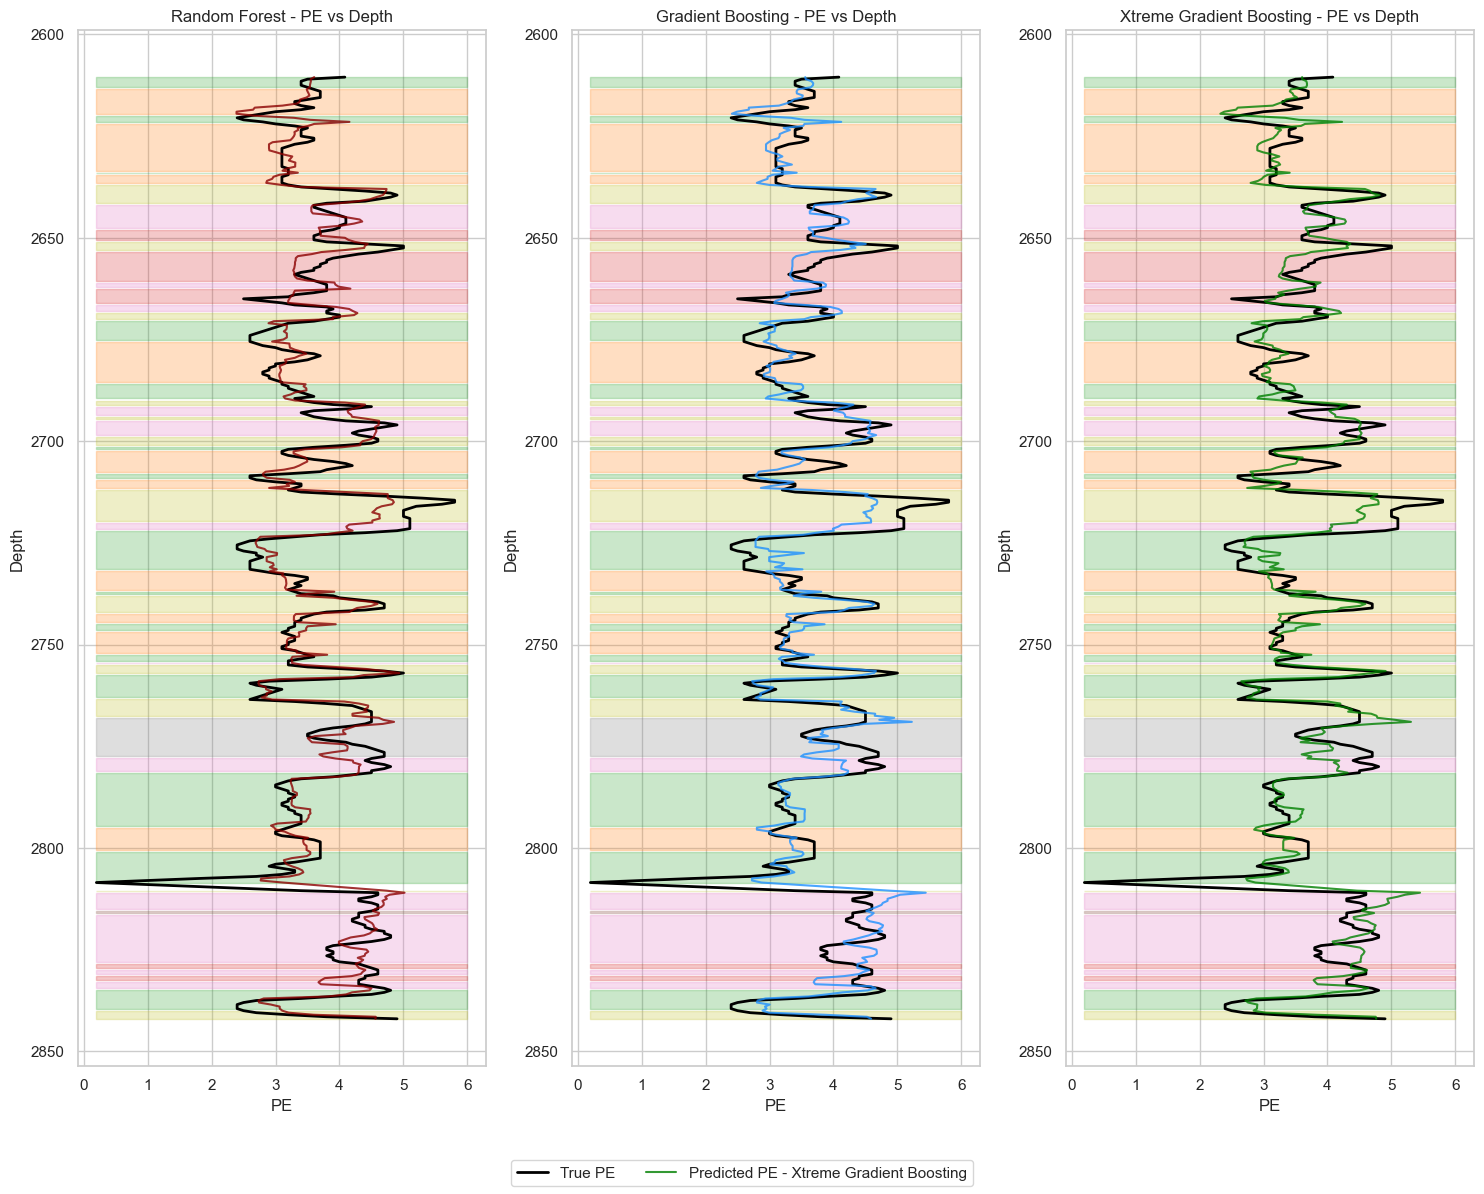 Random Forest - PE vs Depth
Gradient Boosting - PE vs Depth
Xtreme Gradient Boosting - PE vs Depth
2600
2650
2700
2750
2800
2850
Depth
0 1 2 3 4 5 6
PE
2600
2650
2700
2750
2800
2850
Depth
0 1 2 3 4 5 6
PE
2600
2650
2700
2750
2800
2850
Depth
0 1 2 3 4 5 6
PE
True PE
Predicted PE - Xtreme Gradient Boosting